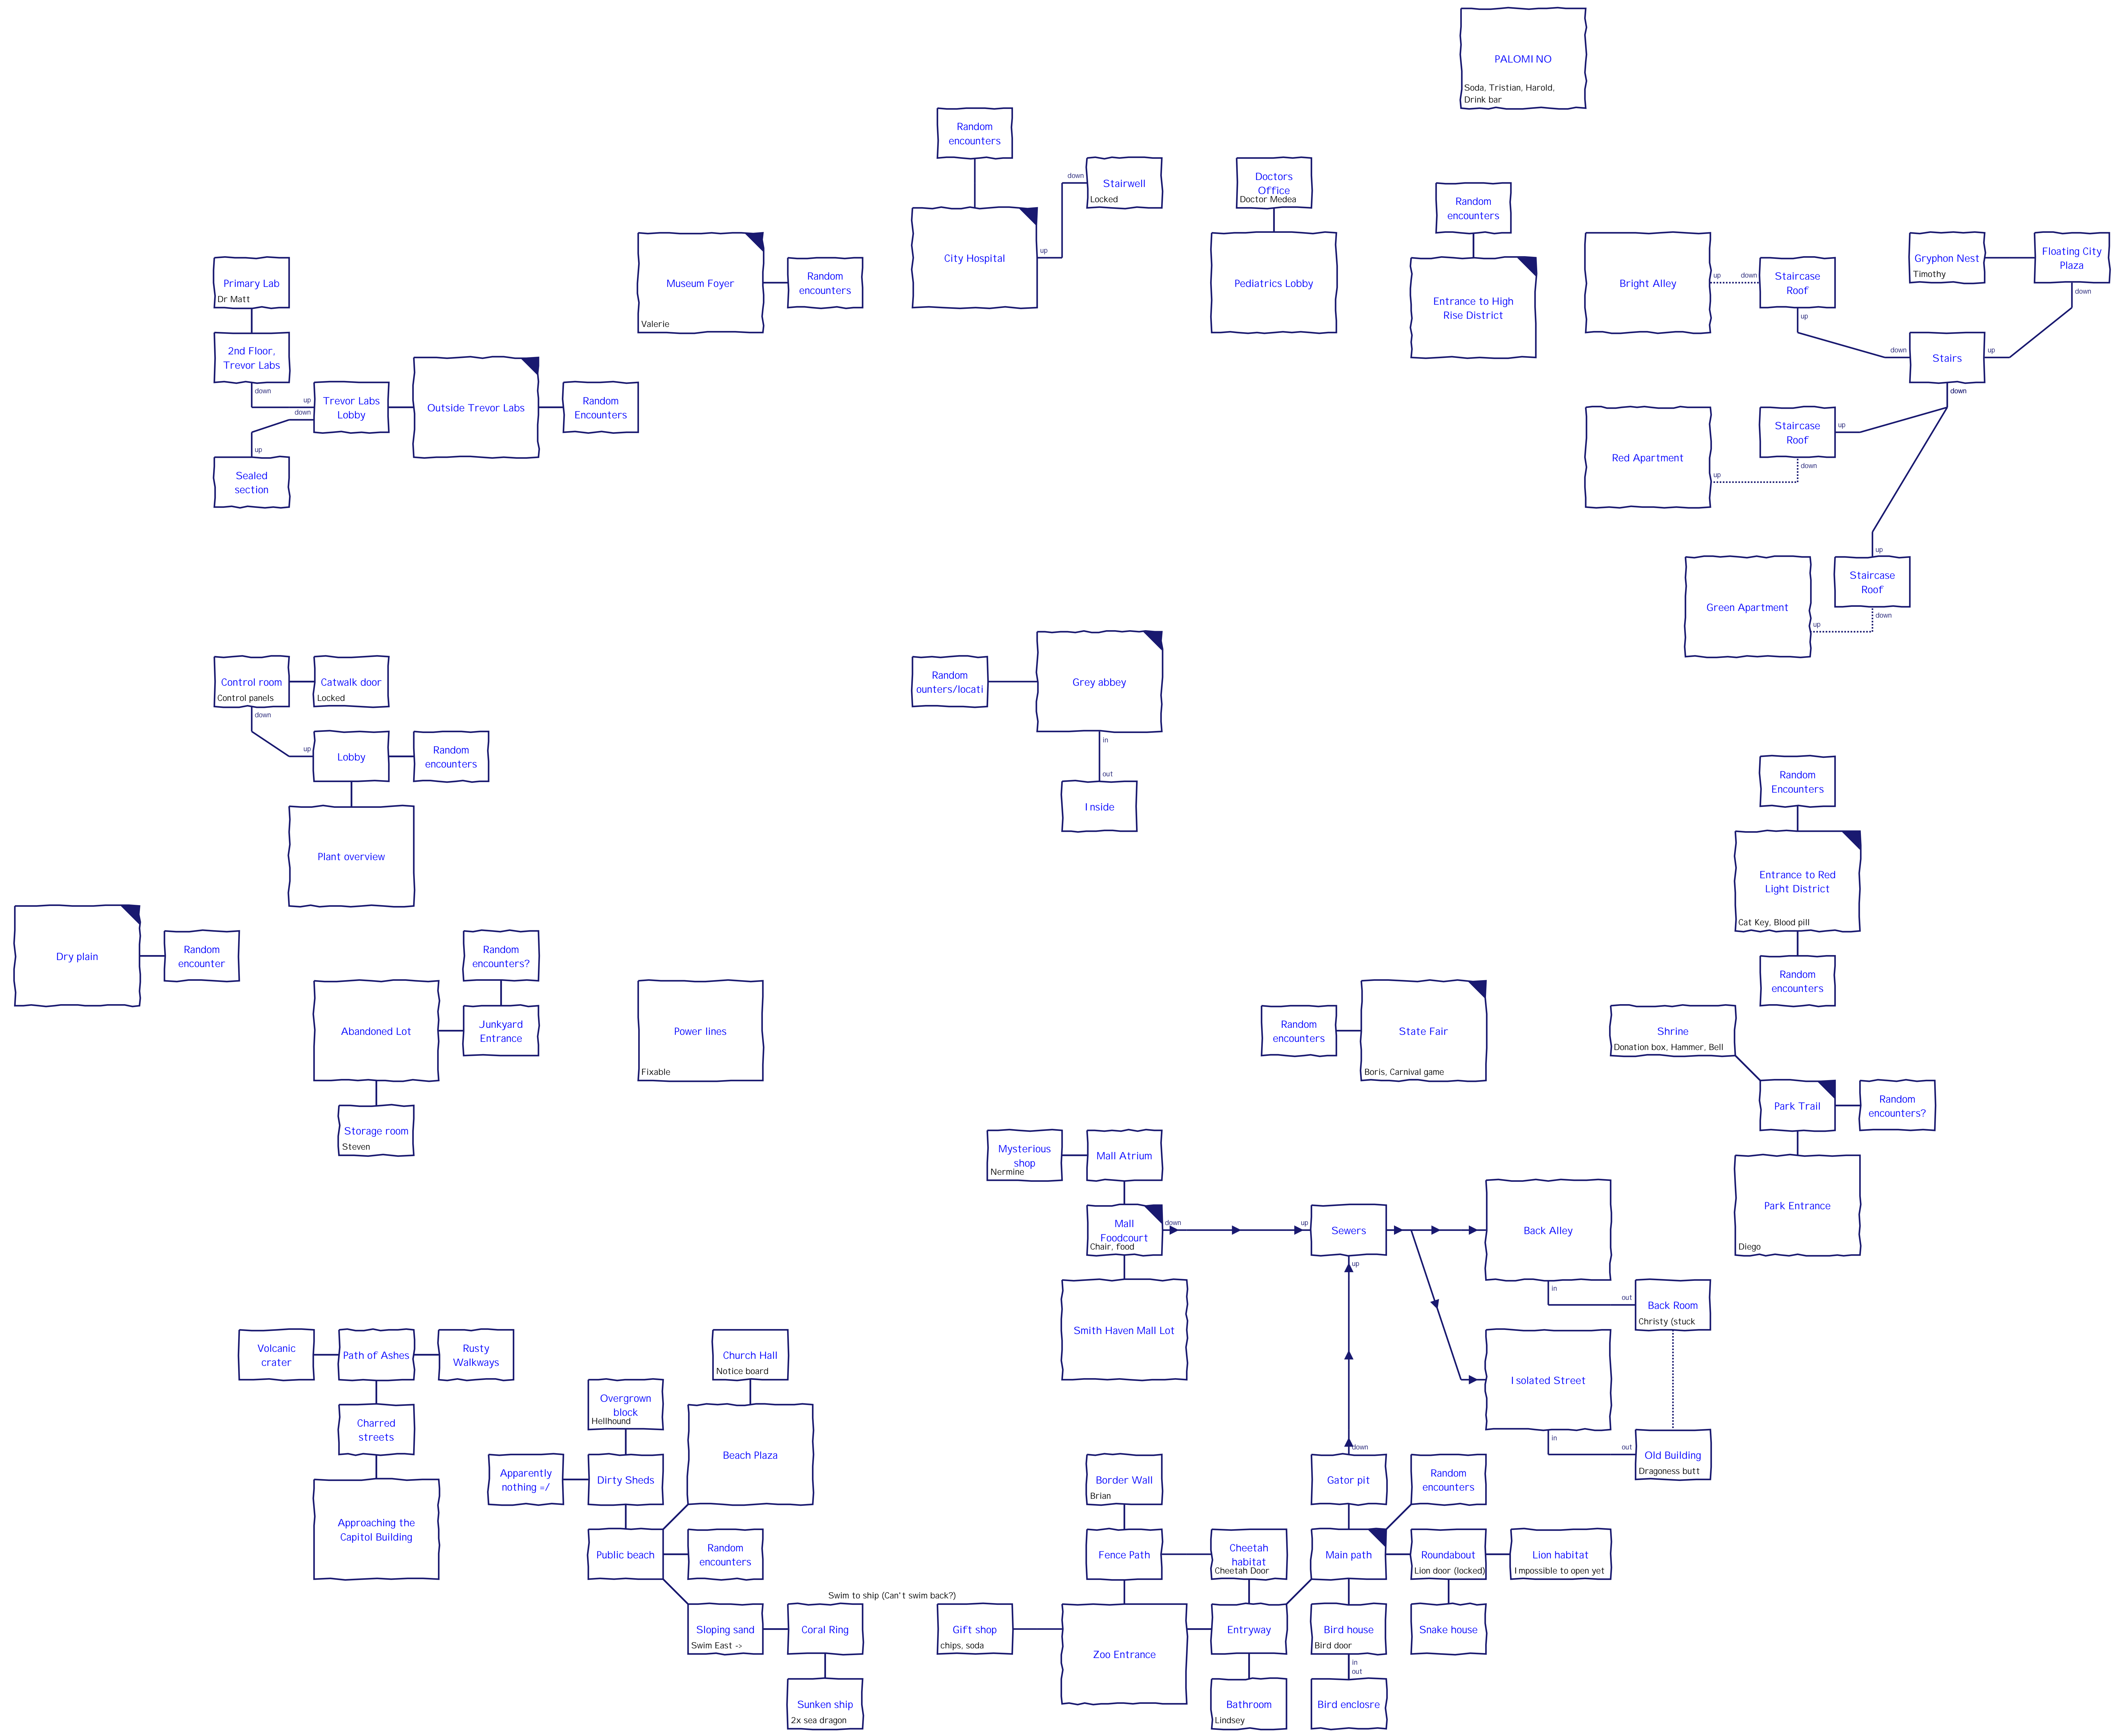 PALOMINO
Soda, Tristian, Harold,
Drink bar
Random
encounters
down
Stairwell
Locked
City Hospital
up
Doctors
Office
Doctor Medea
Pediatrics Lobby
Random
encounters
Entrance to High
Rise District
Bright Alley
up
down
Staircase
Roof
up
Gryphon Nest
Timothy
Floating City
Plaza
down
down
Stairs
up
down
Red Apartment
up
Staircase
Roof
up
down
Green Apartment
up
up
Staircase
Roof
down
Primary Lab
Dr Matt
2nd Floor,
Trevor Labs
down
up
down
Trevor Labs
Lobby
up
Sealed
section
Outside Trevor Labs
Random
Encounters
Museum Foyer
Valerie
Random
encounters
Control room
Control panels
Catwalk door
Locked
down
up
Lobby
Random
encounters
Plant overview
Random
ounters/locati
Grey abbey
in
out
Inside
Random
Encounters
Entrance to Red
Light District
Cat Key, Blood pill
Random
encounters
Dry plain
Random
encounter
Random
encounters?
Abandoned Lot
Junkyard
Entrance
Storage room
Steven
Power lines
Fixable
Random
encounters
State Fair
Boris, Carnival game
Shrine
Donation box, Hammer, Bell
Park Trail
Random
encounters?
Park Entrance
Diego
Mysterious
shop
Nermine
Mall Atrium
Mall
Foodcourt
Chair, food
down
up
Sewers
up
Smith Haven Mall Lot
Back Alley
in
out
Back Room
Christy (stuck
Isolated Street
in
out
Old Building
Dragoness butt
Volcanic
crater
Path of Ashes
Rusty
Walkways
Charred
streets
Approaching the
Capitol Building
Church Hall
Notice board
Overgrown
block
Hellhound
Beach Plaza
Apparently
nothing =/
Dirty Sheds
Public beach
Random
encounters
Swim to ship (Can't swim back?)
Sloping sand
Swim East ->
Coral Ring
Sunken ship
2x sea dragon
Border Wall
Brian
down
Gator pit
Random
encounters
Fence Path
Cheetah
habitat
Cheetah Door
Main path
Roundabout
Lion door (locked)
Lion habitat
Impossible to open yet
Gift shop
chips, soda
Zoo Entrance
Entryway
Bird house
Bird door
Snake house
in
out
Bathroom
Lindsey
Bird enclosre